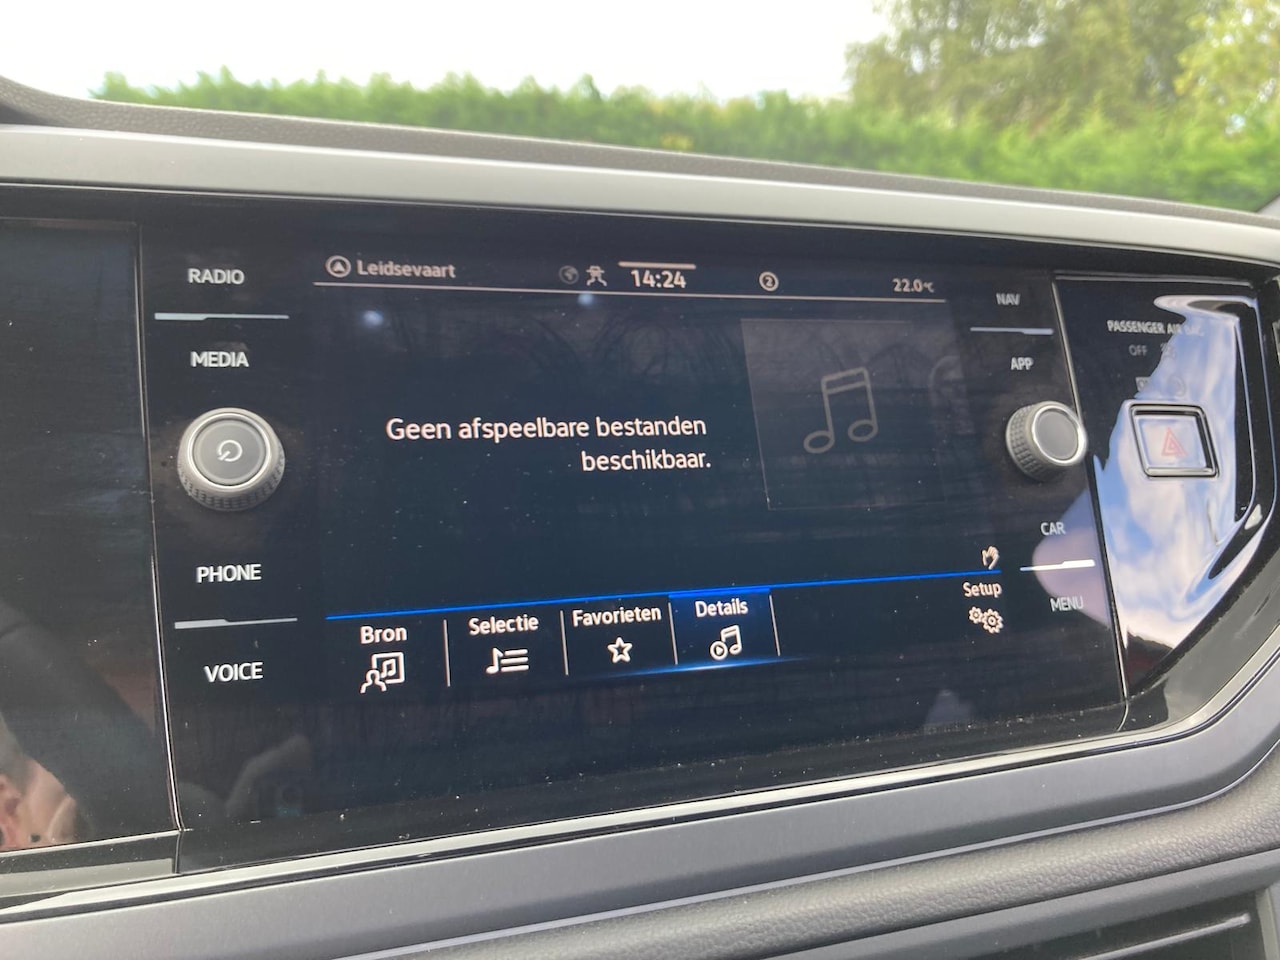 RADIO
MEDIA
PHONE
VOICE
Leidsevaart
14:24
2
22.0°C
Geen afspeelbare bestanden
beschikbaar.
Bron
Selectie
Favorieten
Details
Setup
NAV
APP
CAR
MENU
PASSENGER AIR BAG
OFF